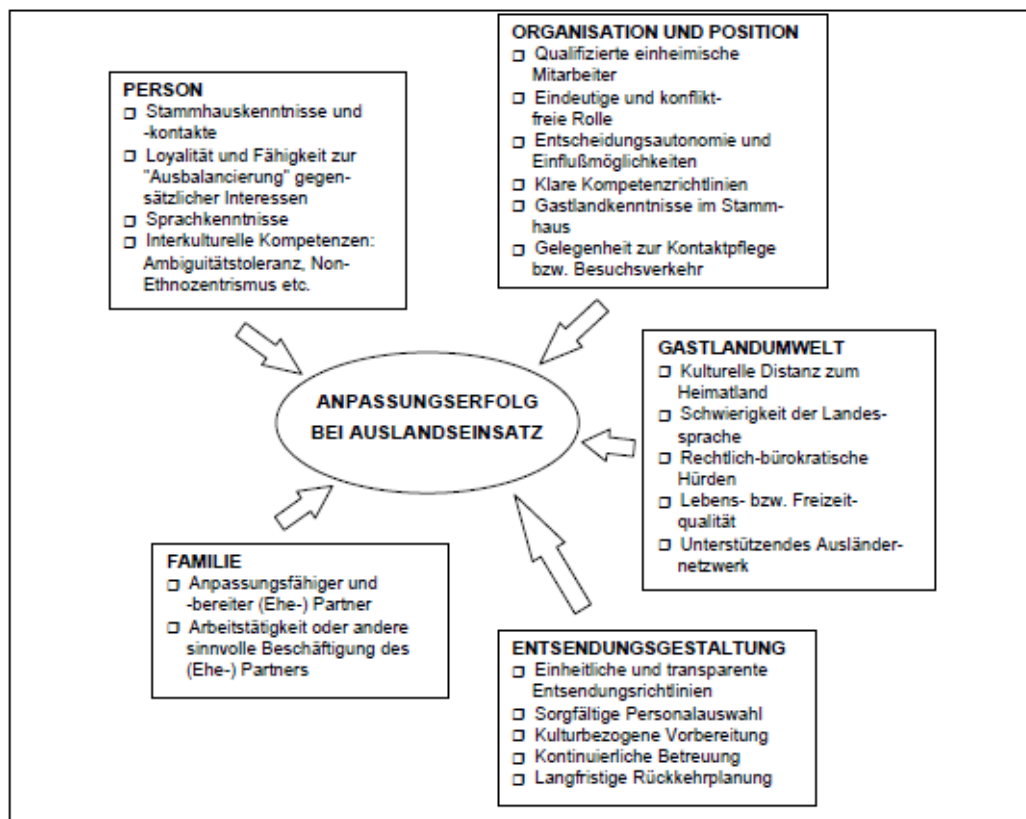 ORGANISATION UND POSITION
❒ Qualifizierte einheimische
Mitarbeiter
❒ Eindeutige und konflikt-
freie Rolle
❒ Entscheidungsautonomie und
Einflußmöglichkeiten
❒ Klare Kompetenzrichtlinien
❒ Gastlandkenntnisse im Stamm-
haus
❒ Gelegenheit zur Kontaktpflege
bzw. Besuchsverkehr
PERSON
❒ Stammhauskenntnisse und
-kontakte
❒ Loyalität und Fähigkeit zur
"Ausbalancierung" gegen-
sätzlicher Interessen
❒ Sprachkenntnisse
❒ Interkulturelle Kompetenzen:
Ambiguitätstoleranz, Non-
Ethnozentrismus etc.
ANPASSUNGSERFOLG
BEI AUSLANDSEINSATZ
GASTLANDUMWELT
❒ Kulturelle Distanz zum
Heimatland
❒ Schwierigkeit der Landes-
sprache
❒ Rechtlich-bürokratische
Hürden
❒ Lebens- bzw. Freizeit-
qualität
❒ Unterstützendes Ausländer-
netzwerk
FAMILIE
❒ Anpassungsfähiger und
-bereiter (Ehe-) Partner
❒ Arbeitstätigkeit oder andere
sinnvolle Beschäftigung des
(Ehe-) Partners
ENTSENDUNGSGESTALTUNG
❒ Einheitliche und transparente
Entsendungsrichtlinien
❒ Sorgfältige Personalauswahl
❒ Kulturbezogene Vorbereitung
❒ Kontinuierliche Betreuung
❒ Langfristige Rückkehrplanung